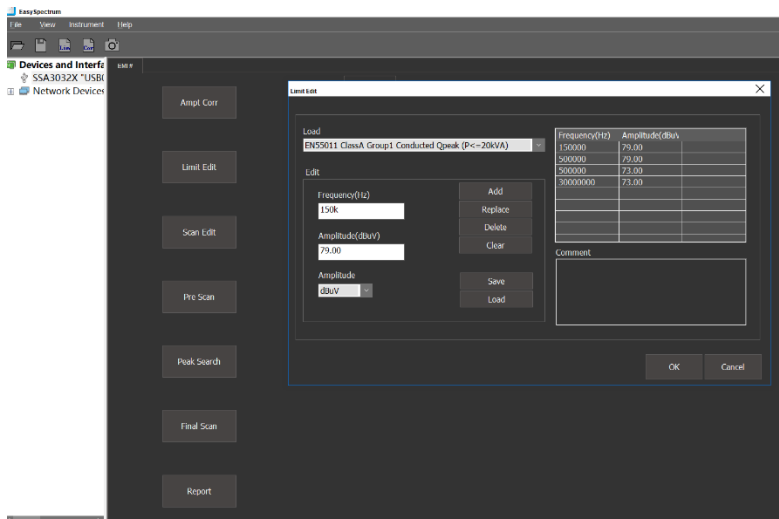 EasySpectrum
File View Instrument Help
Devices and Interfa
SSA3032X "USB(
Network Devices
EMI #
Ampt Corr
Limit Edit
Scan Edit
Pre Scan
Peak Search
Final Scan
Report
Limit Edit
Load
EN55011 ClassA Group1 Conducted Qpeak (P<=20kVA)
Edit
Frequency(Hz)
150k
Amplitude(dBuV)
79.00
Amplitude
dBuV
Add
Replace
Delete
Clear
Save
Load
Frequency(Hz) Amplitude(dBuV
150000 79.00
500000 79.00
500000 73.00
30000000 73.00
Comment
OK Cancel